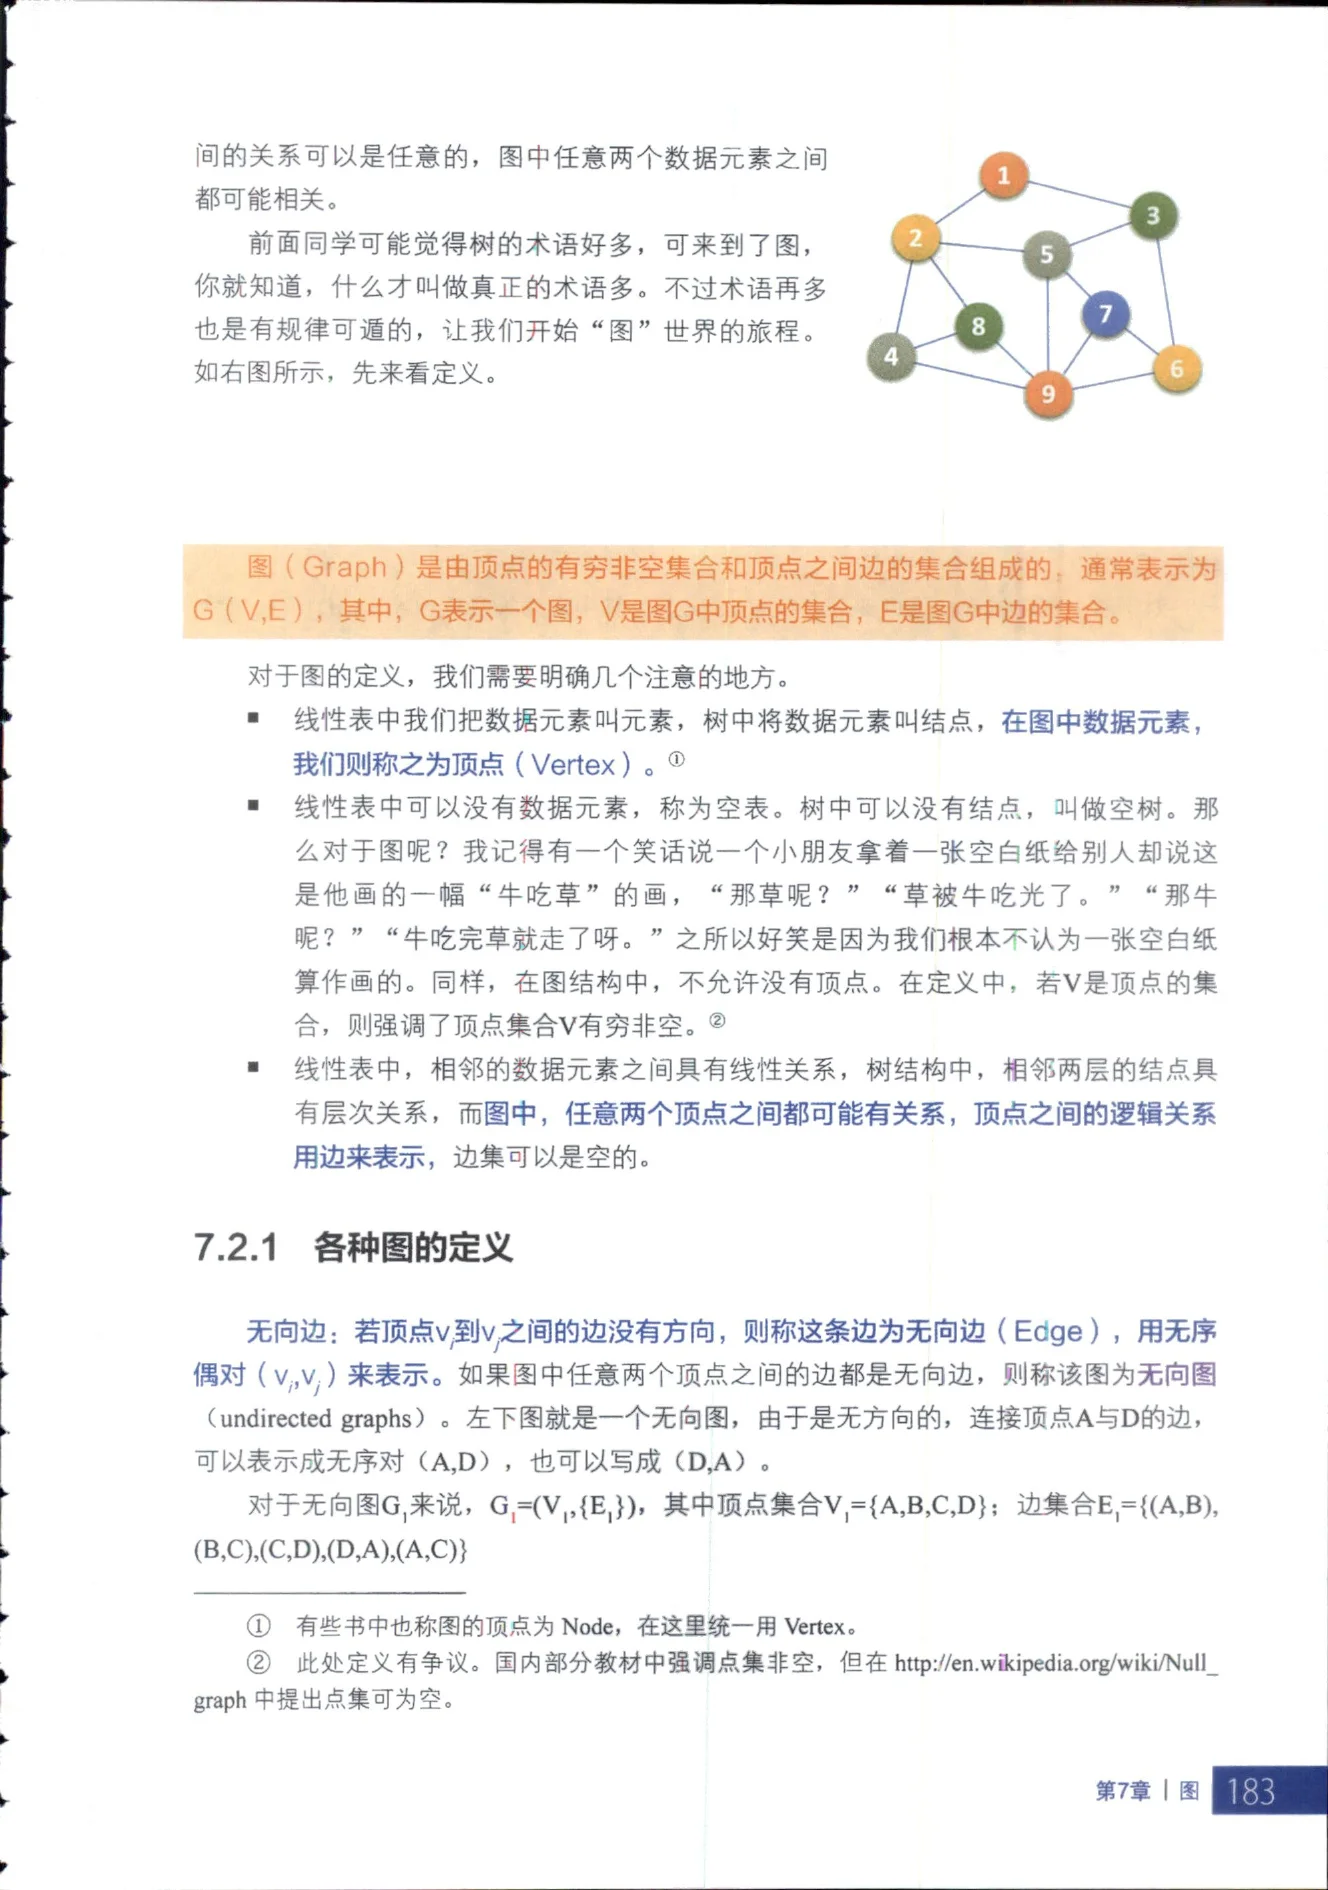 间的关系可以是任意的，图中任意两个数据元素之间
都可能相关。
前面同学可能觉得树的术语好多，可来到了图，
你就知道，什么才叫做真正的术语多。不过术语再多
也是有规律可遁的，让我们开始“图”世界的旅程。
如右图所示，先来看定义。
1
3
2
5
7
8
4
6
9
图（Graph）是由顶点的有穷非空集合和顶点之间边的集合组成的，通常表示为
G（V,E），其中，G表示一个图，V是图G中顶点的集合，E是图G中边的集合。
对于图的定义，我们需要明确几个注意的地方。
■ 线性表中我们把数据元素叫元素，树中将数据元素叫结点，在图中数据元素，
我们则称之为顶点（Vertex）。①
■ 线性表中可以没有数据元素，称为空表。树中可以没有结点，叫做空树。那
么对于图呢？我记得有一个笑话说一个小朋友拿着一张空白纸给别人却说这
是他画的一幅“牛吃草”的画，“那草呢？”“草被牛吃光了。”“那牛
呢？”“牛吃完草就走了呀。”之所以好笑是因为我们根本不认为一张空白纸
算作画的。同样，在图结构中，不允许没有顶点。在定义中，若V是顶点的集
合，则强调了顶点集合V有穷非空。②
■ 线性表中，相邻的数据元素之间具有线性关系，树结构中，相邻两层的结点具
有层次关系，而图中，任意两个顶点之间都可能有关系，顶点之间的逻辑关系
用边来表示，边集可以是空的。
7.2.1 各种图的定义
无向边：若顶点vᵢ到vⱼ之间的边没有方向，则称这条边为无向边（Edge），用无序
偶对（vᵢ,vⱼ）来表示。如果图中任意两个顶点之间的边都是无向边，则称该图为无向图
（undirected graphs）。左下图就是一个无向图，由于是无方向的，连接顶点A与D的边，
可以表示成无序对（A,D），也可以写成（D,A）。
对于无向图G₁来说，G₁=(V₁,{E₁})，其中顶点集合V₁={A,B,C,D}；边集合E₁={(A,B),
(B,C),(C,D),(D,A),(A,C)}
① 有些书中也称图的顶点为 Node，在这里统一用 Vertex。
② 此处定义有争议。国内部分教材中强调点集非空，但在 http://en.wikipedia.org/wiki/Null_
graph 中提出点集可为空。
第7章 | 图 183